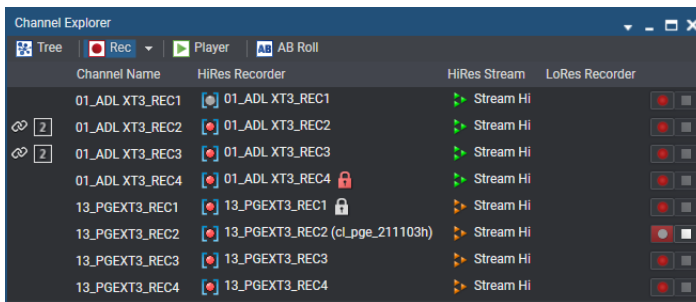 Channel Explorer
Tree Rec Player AB AB Roll
Channel Name HiRes Recorder HiRes Stream LoRes Recorder
01_ADL XT3_REC1 01_ADL XT3_REC1 Stream Hi
2 01_ADL XT3_REC2 01_ADL XT3_REC2 Stream Hi
2 01_ADL XT3_REC3 01_ADL XT3_REC3 Stream Hi
01_ADL XT3_REC4 01_ADL XT3_REC4 Stream Hi
13_PGEXT3_REC1 13_PGEXT3_REC1 Stream Hi
13_PGEXT3_REC2 13_PGEXT3_REC2 (cl_pge_211103h) Stream Hi
13_PGEXT3_REC3 13_PGEXT3_REC3 Stream Hi
13_PGEXT3_REC4 13_PGEXT3_REC4 Stream Hi